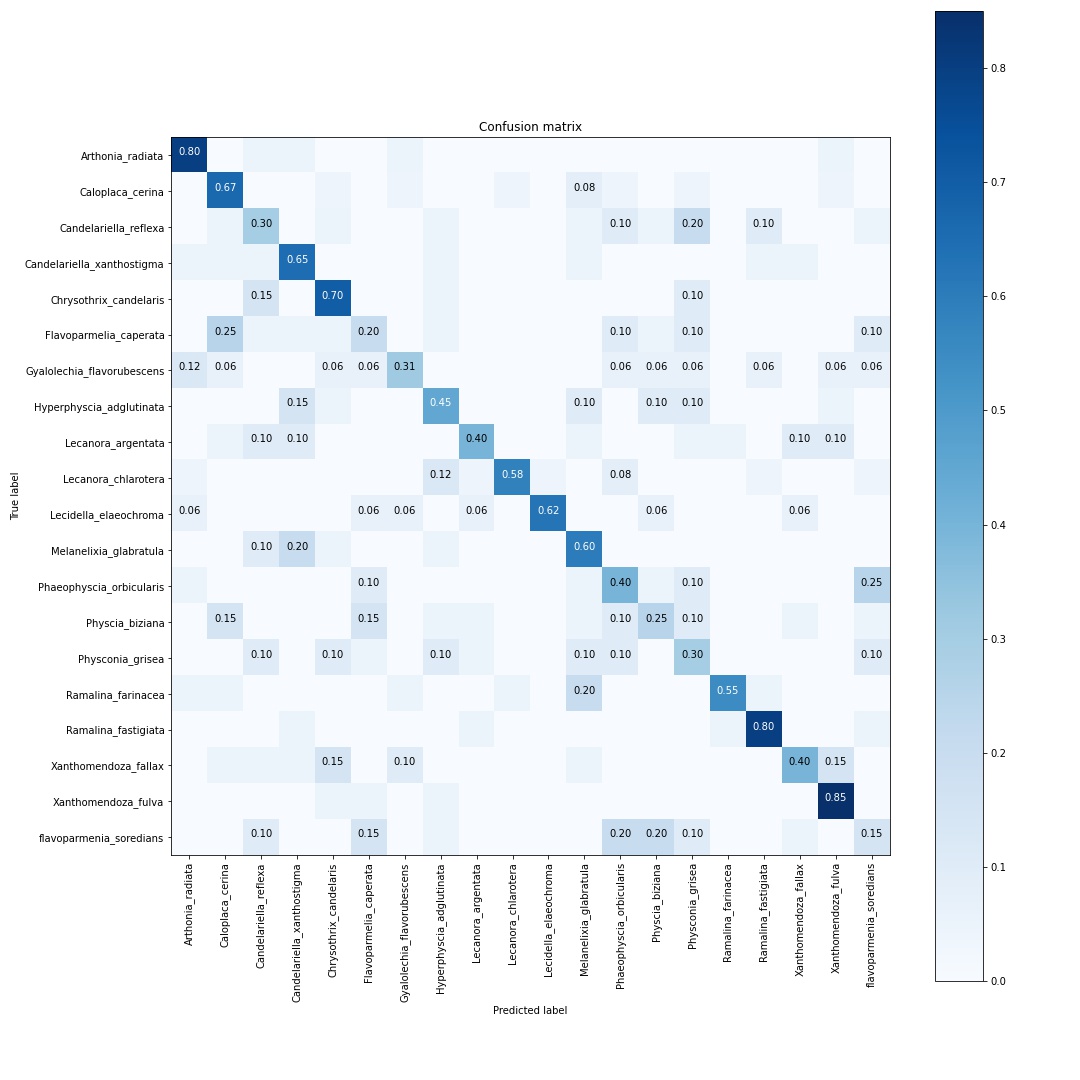 Confusion matrix
Arthonia_radiata 0.80
Caloplaca_cerina 0.67 0.08
Candelariella_reflexa 0.30 0.10 0.20 0.10
Candelariella_xanthostigma 0.65
Chrysothrix_candelaris 0.15 0.70 0.10
Flavoparmelia_caperata 0.25 0.20 0.10 0.10 0.10
Gyalolechia_flavorubescens 0.12 0.06 0.06 0.06 0.31 0.06 0.06 0.06 0.06 0.06 0.06
Hyperphyscia_adglutinata 0.15 0.45 0.10 0.10 0.10
Lecanora_argentata 0.10 0.10 0.40 0.10 0.10
Lecanora_chlarotera 0.12 0.58 0.08
Lecidella_elaeochroma 0.06 0.06 0.06 0.06 0.62 0.06 0.06
Melanelixia_glabratula 0.10 0.20 0.60
Phaeophyscia_orbicularis 0.10 0.40 0.10 0.25
Physcia_biziana 0.15 0.15 0.10 0.25 0.10
Physconia_grisea 0.10 0.10 0.10 0.10 0.10 0.30 0.10
Ramalina_farinacea 0.20 0.55
Ramalina_fastigiata 0.80
Xanthomendoza_fallax 0.15 0.10 0.40 0.15
Xanthomendoza_fulva 0.85
flavoparmenia_soredians 0.10 0.15 0.20 0.20 0.10 0.15
True label
Arthonia_radiata
Caloplaca_cerina
Candelariella_reflexa
Candelariella_xanthostigma
Chrysothrix_candelaris
Flavoparmelia_caperata
Gyalolechia_flavorubescens
Hyperphyscia_adglutinata
Lecanora_argentata
Lecanora_chlarotera
Lecidella_elaeochroma
Melanelixia_glabratula
Phaeophyscia_orbicularis
Physcia_biziana
Physconia_grisea
Ramalina_farinacea
Ramalina_fastigiata
Xanthomendoza_fallax
Xanthomendoza_fulva
flavoparmenia_soredians
Predicted label
0.8
0.7
0.6
0.5
0.4
0.3
0.2
0.1
0.0